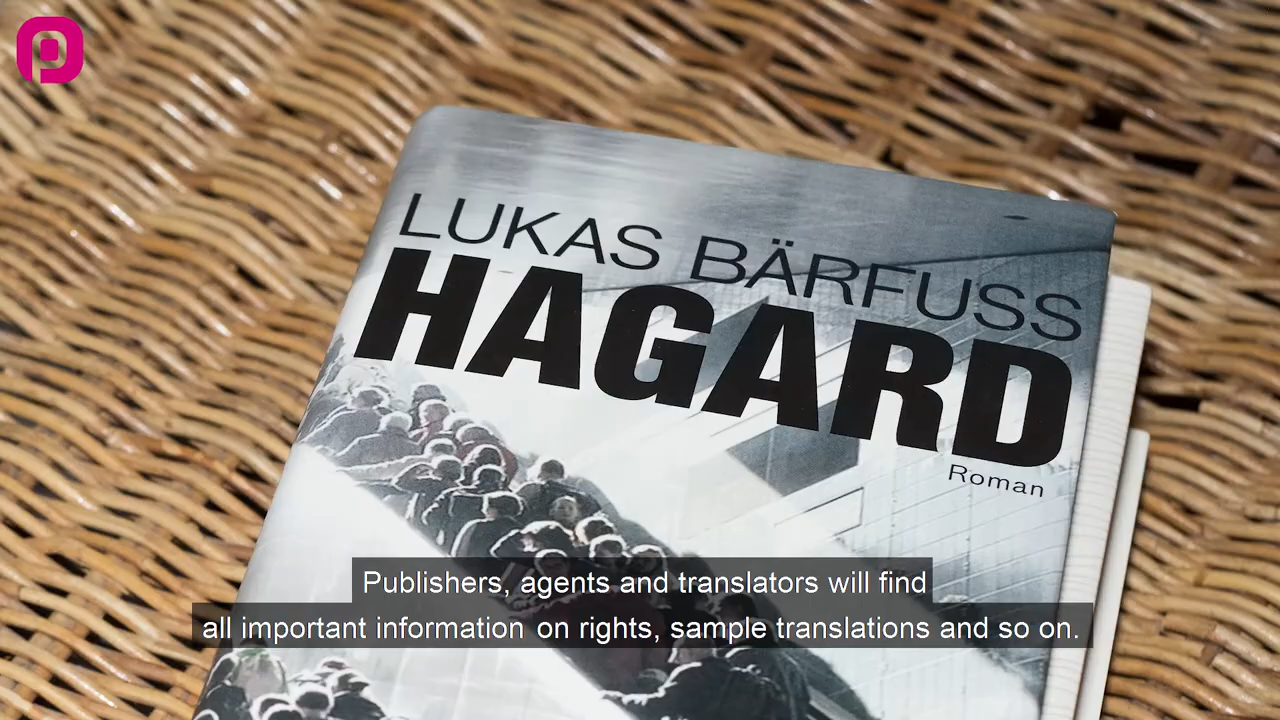 LUKAS BÄRFUSS
HAGARD
Roman
Publishers, agents and translators will find
all important information on rights, sample translations and so on.